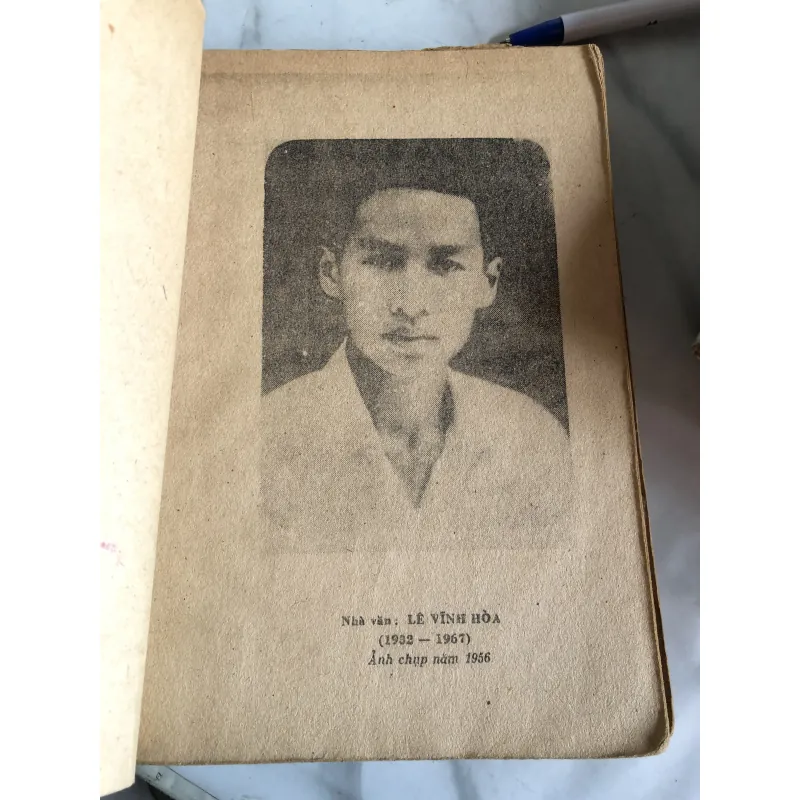 Nhà văn: LÊ VĨNH HÒA
(1932 — 1967)
Ảnh chụp năm 1956